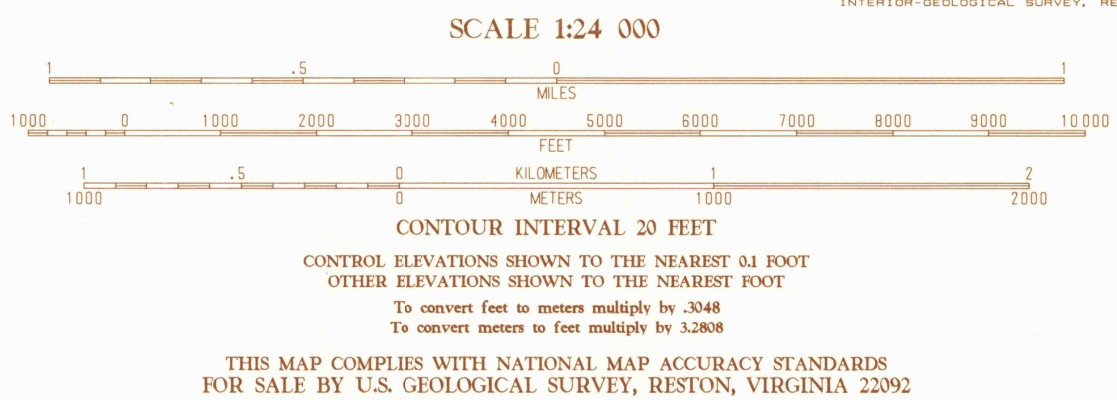 INTERIOR-GEOLOGICAL SURVEY, RE
SCALE 1:24 000
1 .5 0 1
MILES
1000 0 1000 2000 3000 4000 5000 6000 7000 8000 9000 10000
FEET
1 .5 0 KILOMETERS 1 2
1000 0 METERS 1000 2000
CONTOUR INTERVAL 20 FEET
CONTROL ELEVATIONS SHOWN TO THE NEAREST 0.1 FOOT
OTHER ELEVATIONS SHOWN TO THE NEAREST FOOT
To convert feet to meters multiply by .3048
To convert meters to feet multiply by 3.2808
THIS MAP COMPLIES WITH NATIONAL MAP ACCURACY STANDARDS
FOR SALE BY U.S. GEOLOGICAL SURVEY, RESTON, VIRGINIA 22092